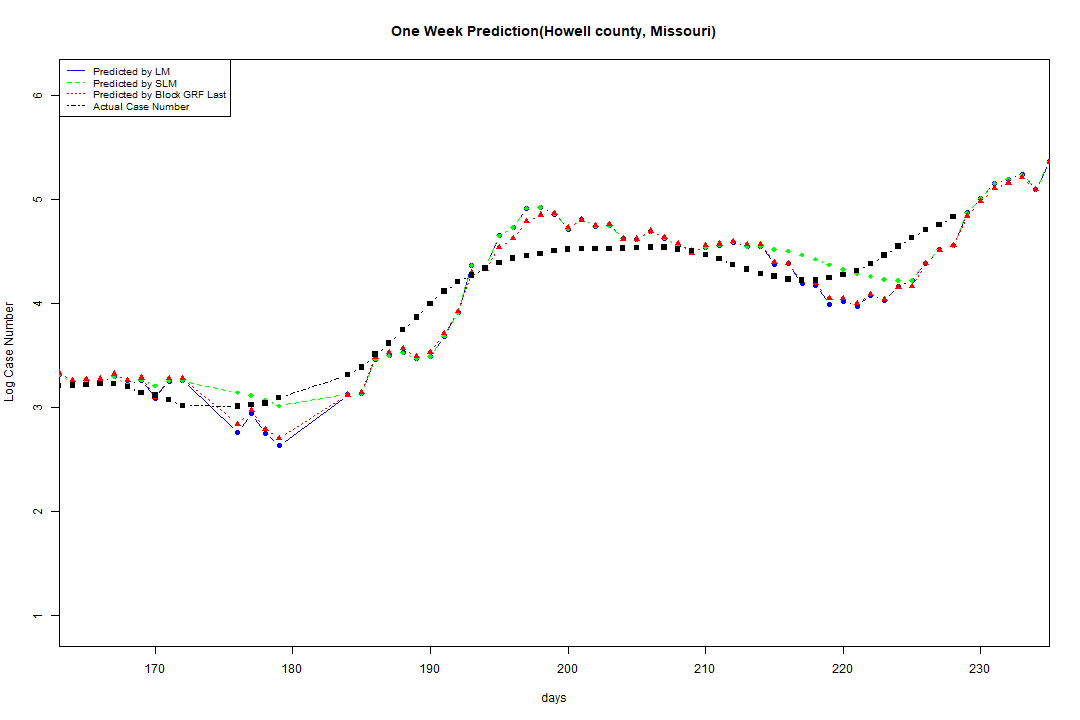 One Week Prediction(Howell county, Missouri)
Predicted by LM
Predicted by SLM
Predicted by Block GRF Last
Actual Case Number
6
5
4
3
2
1
Log Case Number
170 180 190 200 210 220 230
days